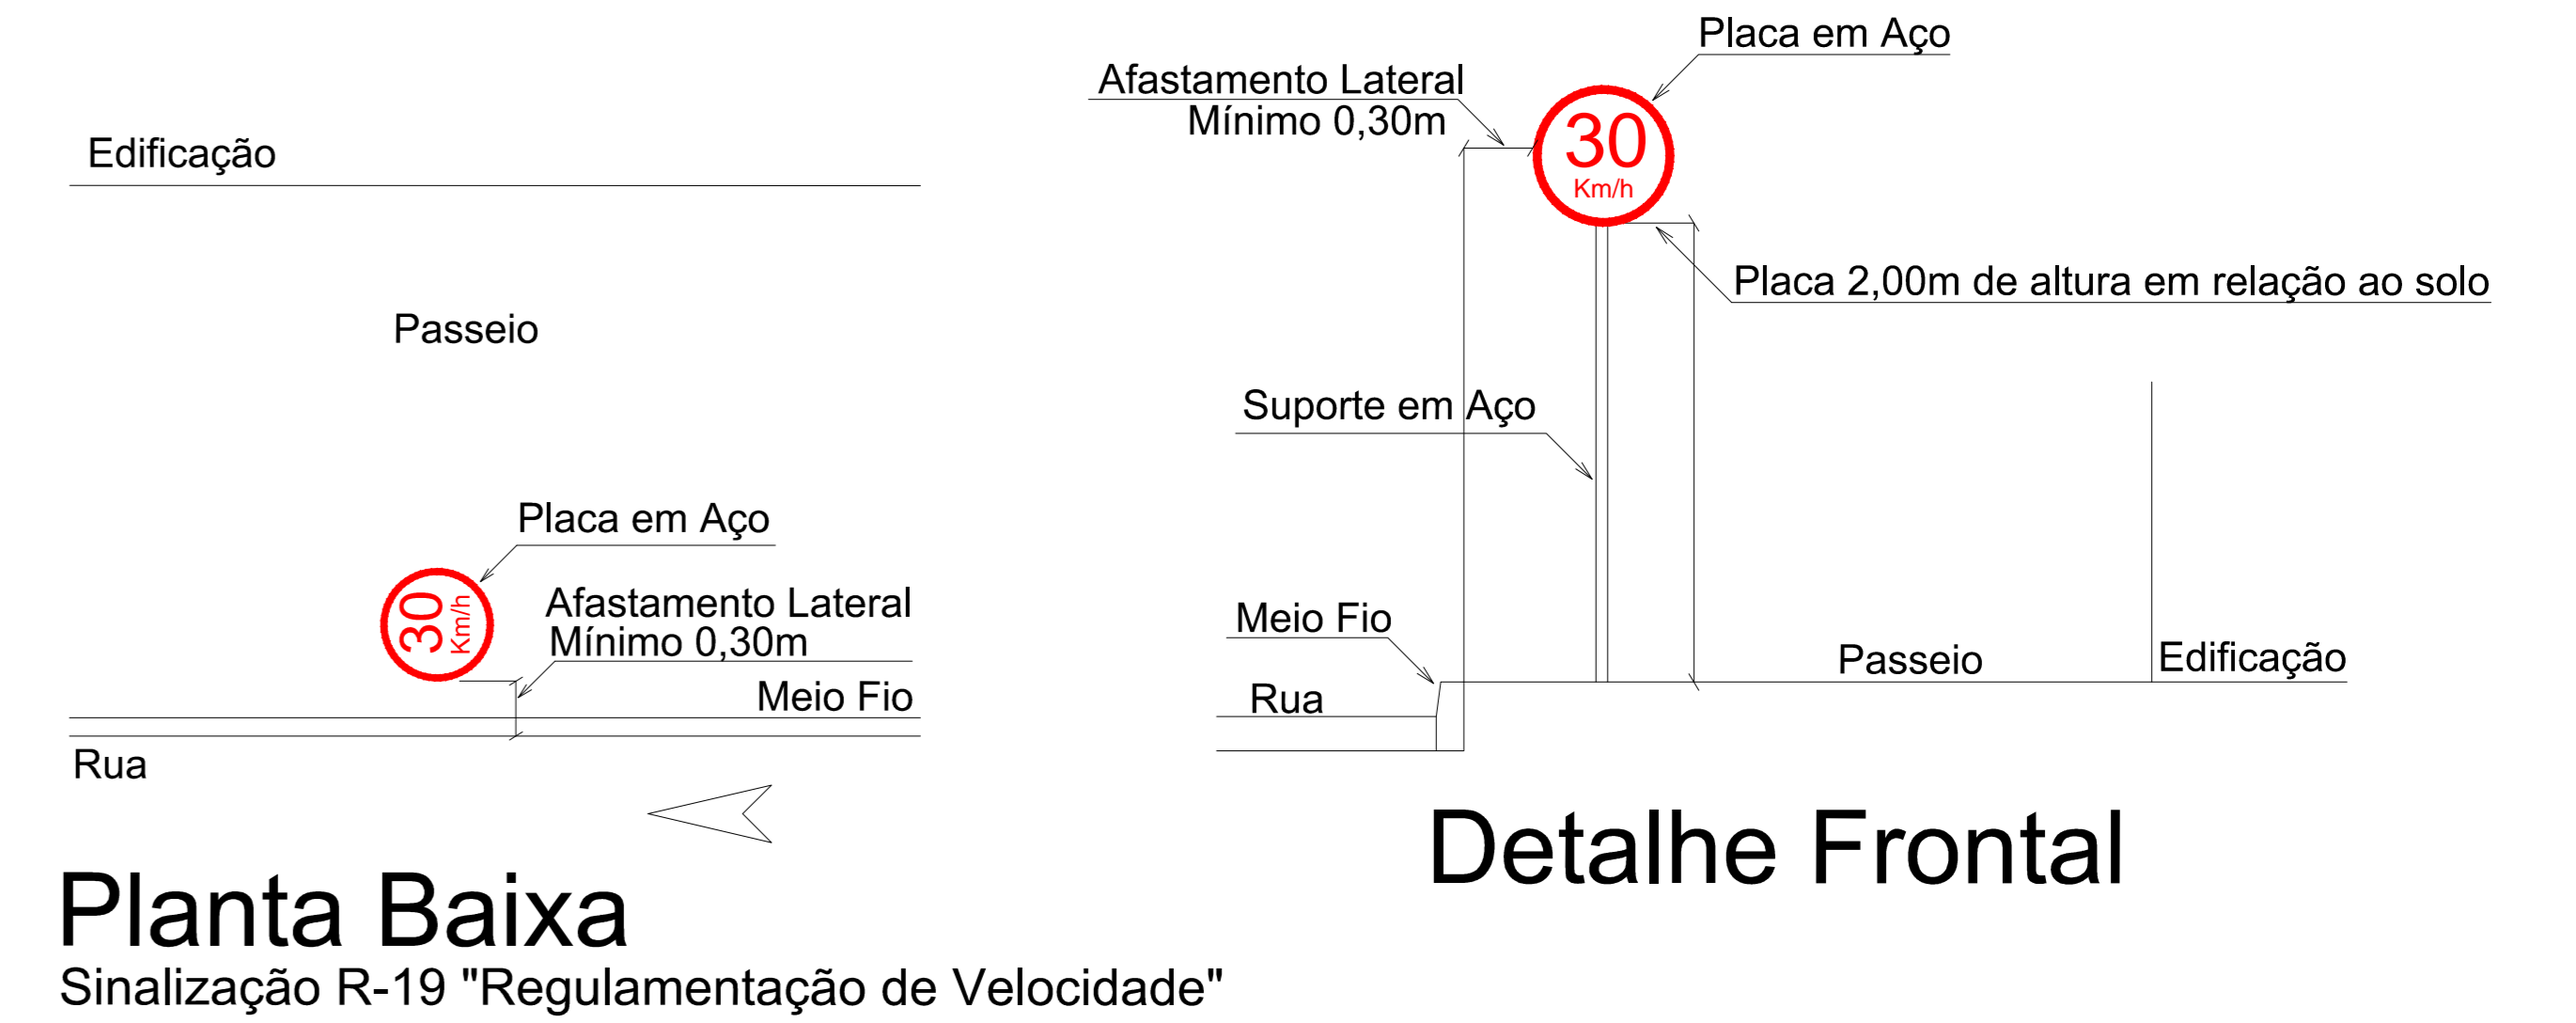 Edificação
Passeio
Placa em Aço
30
Km/h
Afastamento Lateral
Mínimo 0,30m
Meio Fio
Rua
Planta Baixa
Sinalização R-19 "Regulamentação de Velocidade"
Placa em Aço
Afastamento Lateral
Mínimo 0,30m
30
Km/h
Placa 2,00m de altura em relação ao solo
Suporte em Aço
Meio Fio
Rua
Passeio
Edificação
Detalhe Frontal